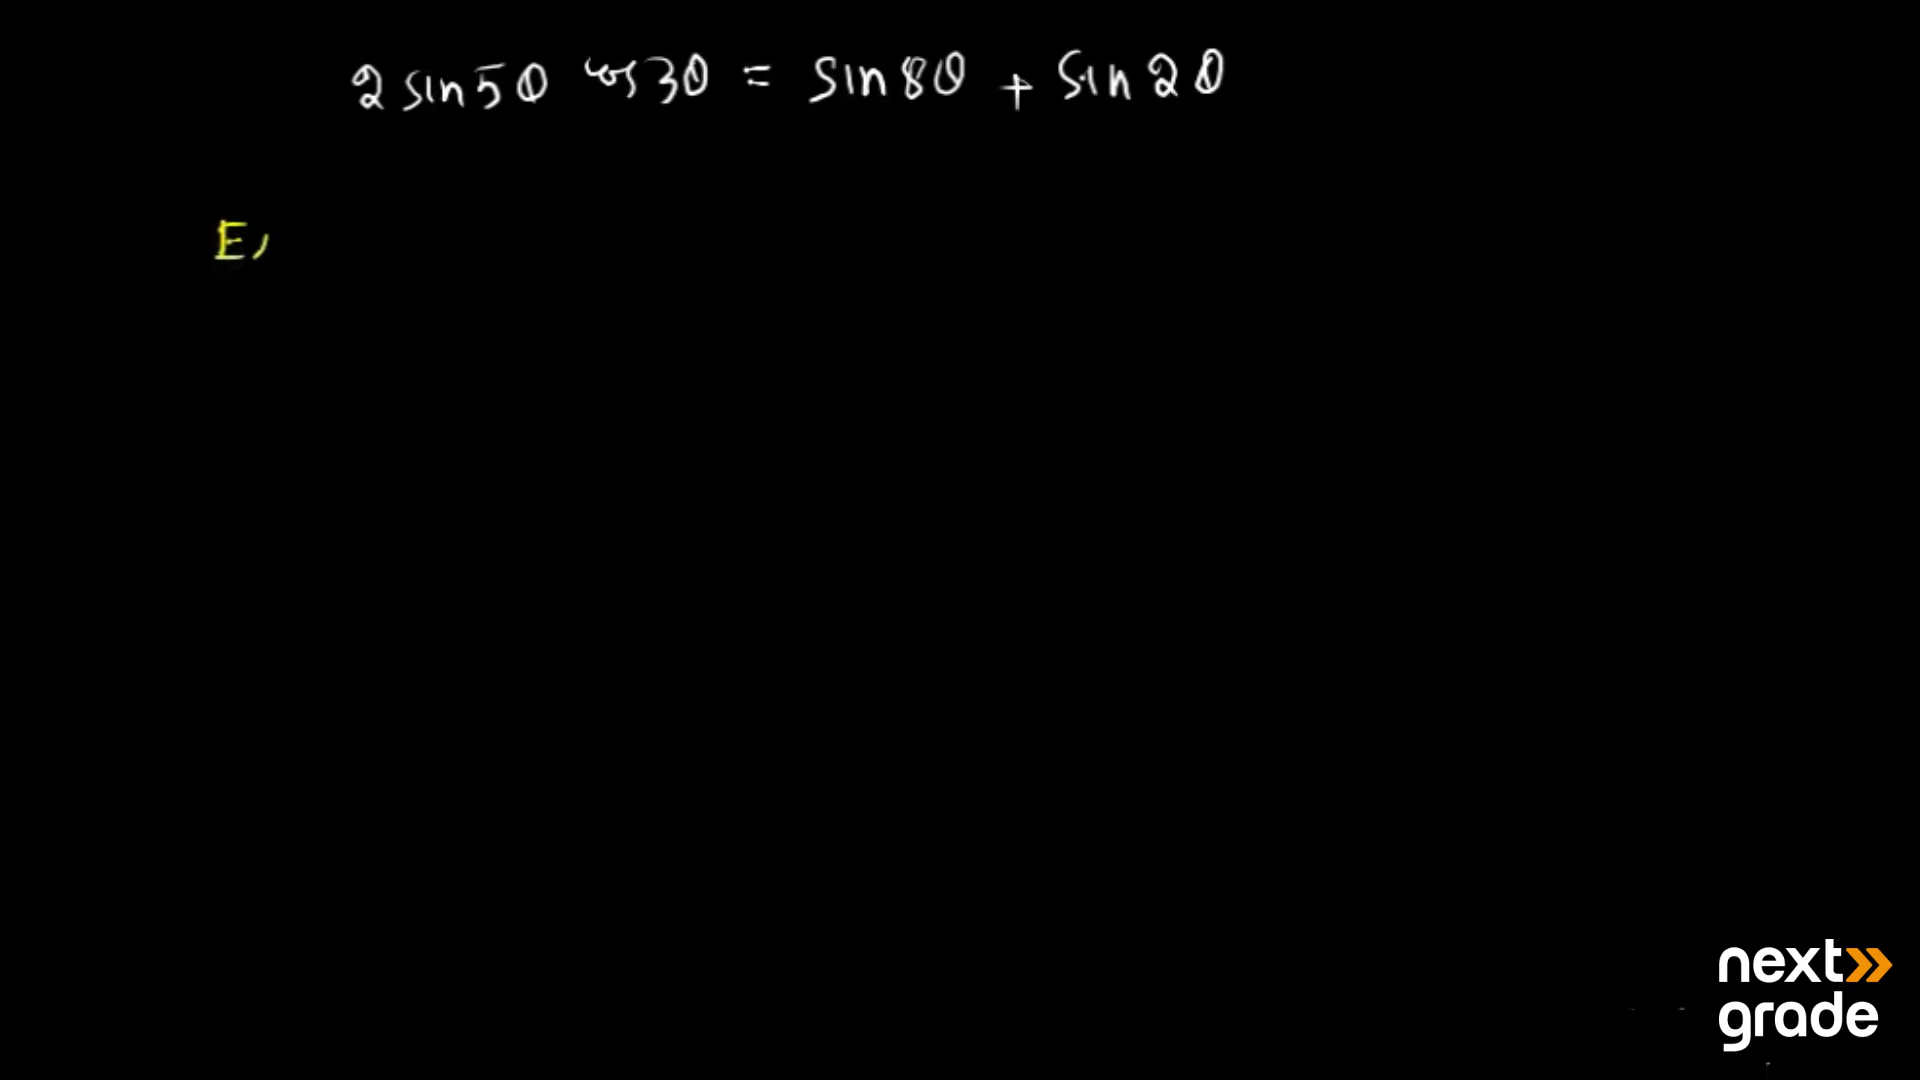 2 sin5θ cos3θ = sin8θ + sin2θ
E
next
grade